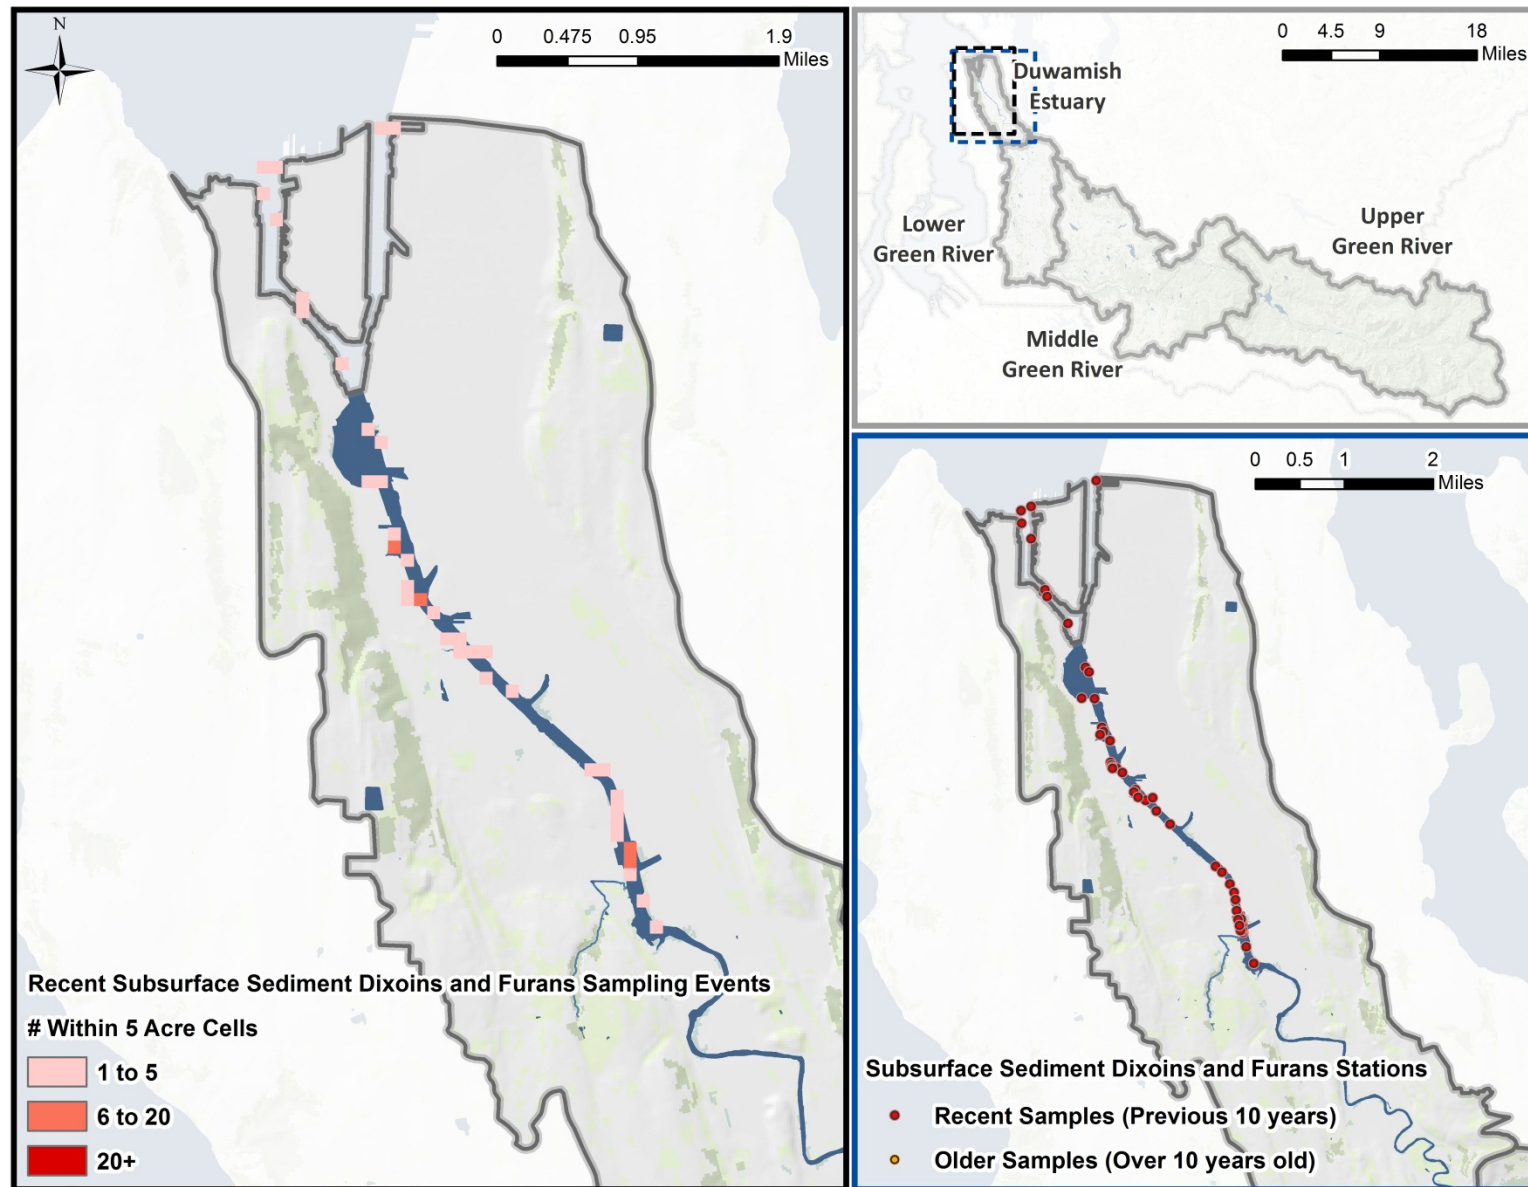 N
0 0.475 0.95 1.9
Miles
Recent Subsurface Sediment Dixoins and Furans Sampling Events
# Within 5 Acre Cells
1 to 5
6 to 20
20+
0 4.5 9 18
Miles
Duwamish
Estuary
Lower
Green River
Upper
Green River
Middle
Green River
0 0.5 1 2
Miles
Subsurface Sediment Dixoins and Furans Stations
Recent Samples (Previous 10 years)
Older Samples (Over 10 years old)